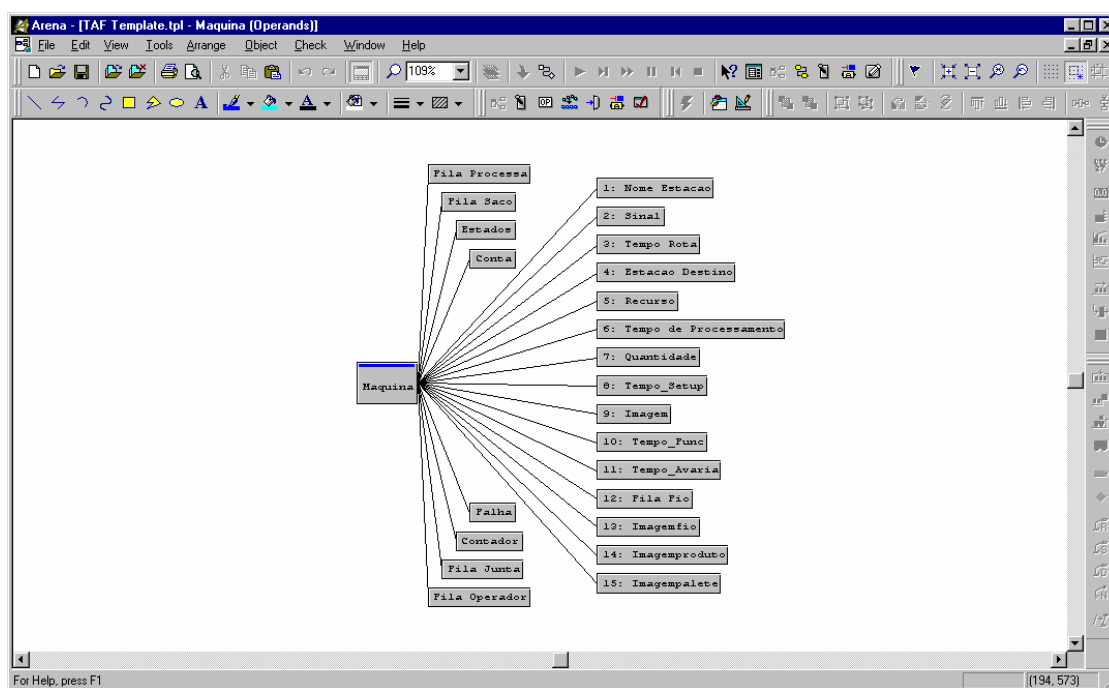 Arena - [TAF Template.tpl - Maquina (Operands)]
File Edit View Tools Arrange Object Check Window Help
109%
Fila Processa
Fila Saco
Estados
Conta
Maquina
Falha
Contador
Fila Junta
Fila Operador
1: Nome Estacao
2: Sinal
3: Tempo Rota
4: Estacao Destino
5: Recurso
6: Tempo de Processamento
7: Quantidade
8: Tempo_Setup
9: Imagem
10: Tempo_Func
11: Tempo_Avaria
12: Fila Fio
13: Imagemfio
14: Imagemproduto
15: Imagempalete
For Help, press F1
(194, 573)